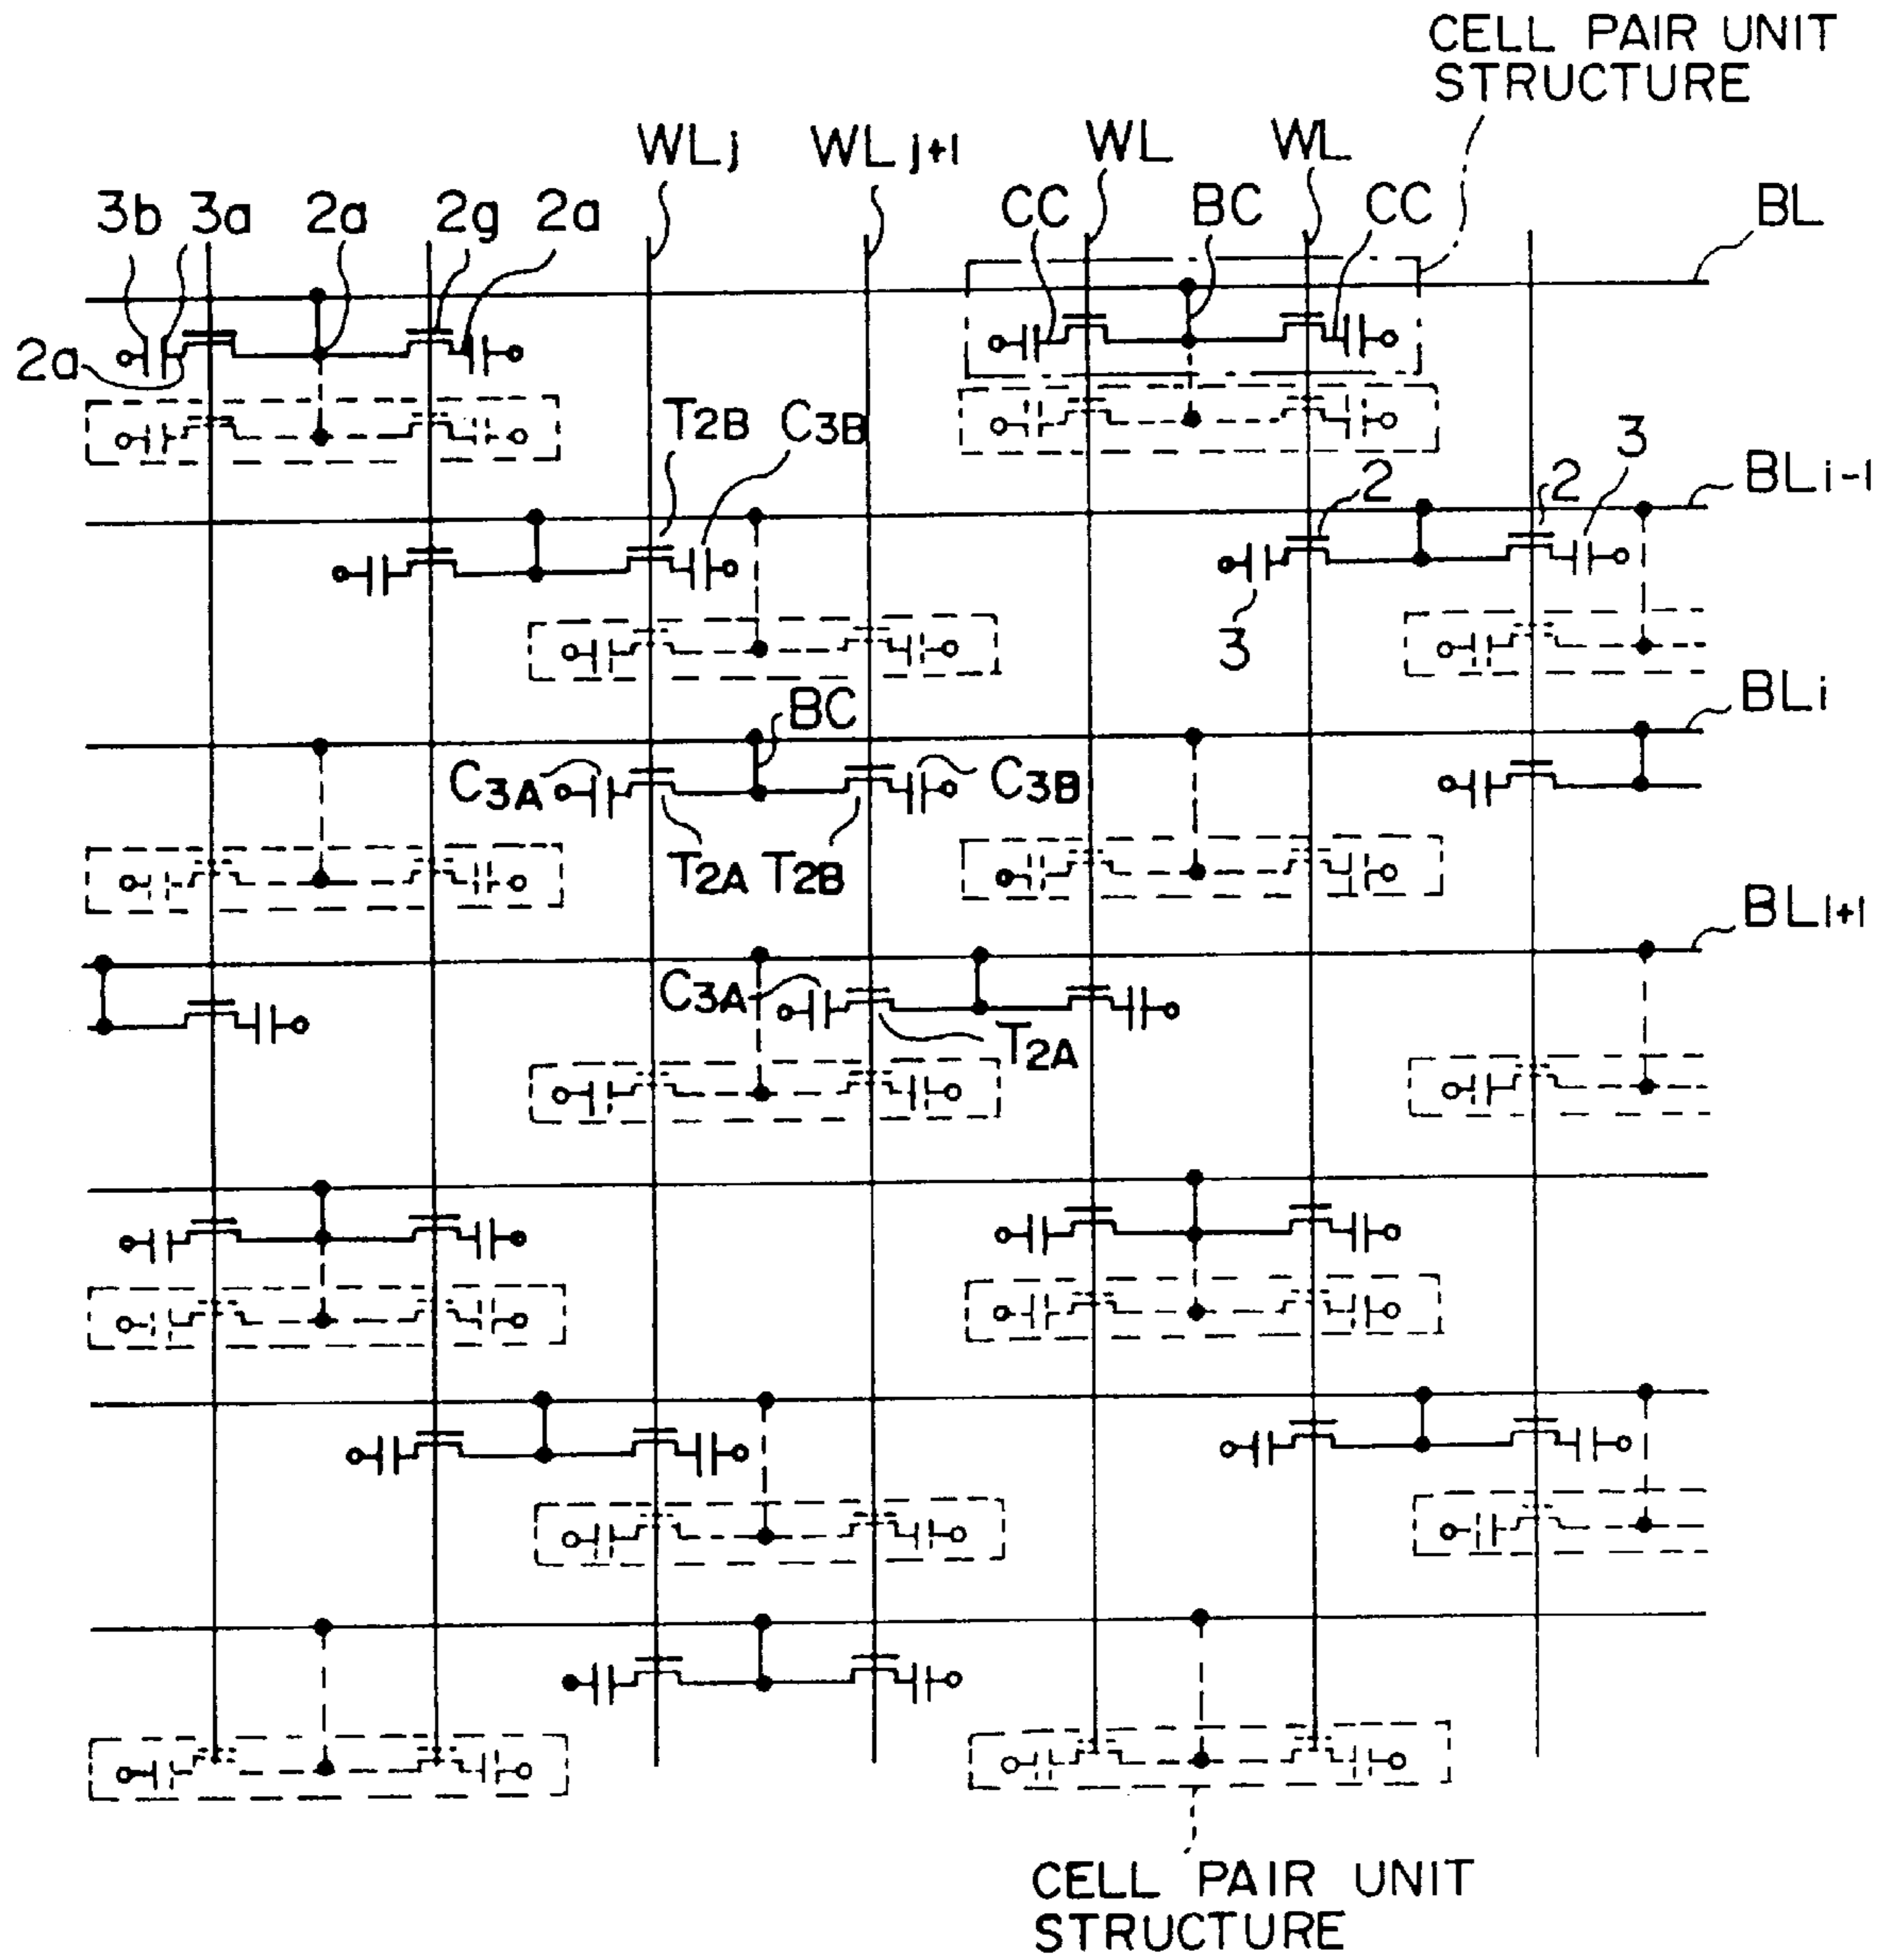 CELL PAIR UNIT
STRUCTURE
WLj
WLj+1
WL
WL
3b
3a
2a
2g
2a
CC
BC
CC
BL
2a
T2B
C3B
3
BLi-1
2
2
3
BLi
BC
C3A
C3B
T2A
T2B
BLi+1
C3A
T2A
CELL PAIR UNIT
STRUCTURE